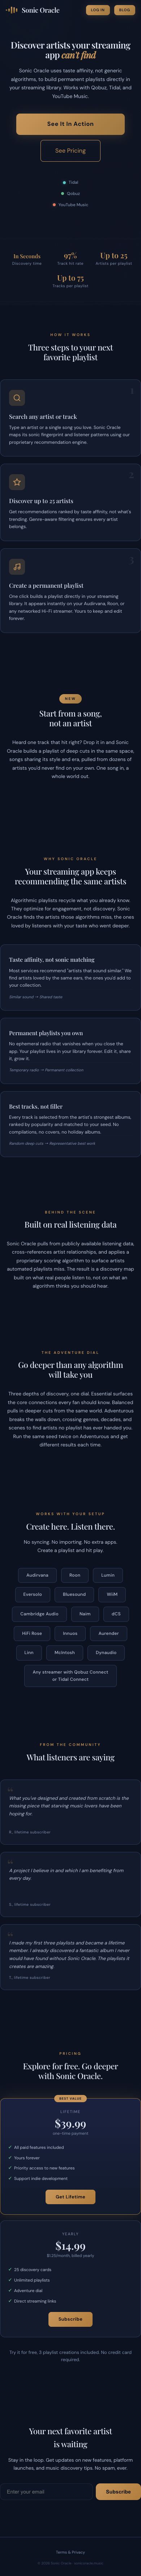 Sonic Oracle
LOG IN
BLOG
Discover artists your streaming
app can't find
Sonic Oracle uses taste affinity, not generic
algorithms, to build permanent playlists directly in
your streaming library. Works with Qobuz, Tidal, and
YouTube Music.
See It In Action
See Pricing
Tidal
Qobuz
YouTube Music
In Seconds
Discovery time
97%
Track hit rate
Up to 25
Artists per playlist
Up to 75
Tracks per playlist
HOW IT WORKS
Three steps to your next
favorite playlist
1
Search any artist or track
Type an artist or a single song you love. Sonic Oracle
maps its sonic fingerprint and listener patterns using our
proprietary recommendation engine.
2
Discover up to 25 artists
Get recommendations ranked by taste affinity, not what's
trending. Genre-aware filtering ensures every artist
belongs.
3
Create a permanent playlist
One click builds a playlist directly in your streaming
library. It appears instantly on your Audirvana, Roon, or
any networked Hi-Fi streamer. Yours to keep and edit
forever.
NEW
Start from a song,
not an artist
Heard one track that hit right? Drop it in and Sonic
Oracle builds a playlist of deep cuts in the same space,
songs sharing its style and era, pulled from dozens of
artists you'd never find on your own. One song in, a
whole world out.
WHY SONIC ORACLE
Your streaming app keeps
recommending the same artists
Algorithmic playlists recycle what you already know.
They optimize for engagement, not discovery. Sonic
Oracle finds the artists those algorithms miss, the ones
loved by listeners with your taste who went deeper.
Taste affinity, not sonic matching
Most services recommend "artists that sound similar." We
find artists loved by the same ears, the ones you'd add to
your collection.
Similar sound → Shared taste
Permanent playlists you own
No ephemeral radio that vanishes when you close the
app. Your playlist lives in your library forever. Edit it, share
it, grow it.
Temporary radio → Permanent collection
Best tracks, not filler
Every track is selected from the artist's strongest albums,
ranked by popularity and matched to your seed. No
compilations, no covers, no holiday albums.
Random deep cuts → Representative best work
BEHIND THE SCENE
Built on real listening data
Sonic Oracle pulls from publicly available listening data,
cross-references artist relationships, and applies a
proprietary scoring algorithm to surface artists
automated playlists miss. The result is a discovery map
built on what real people listen to, not on what an
algorithm thinks you should hear.
THE ADVENTURE DIAL
Go deeper than any algorithm
will take you
Three depths of discovery, one dial. Essential surfaces
the core connections every fan should know. Balanced
pulls in deeper cuts from the same world. Adventurous
breaks the walls down, crossing genres, decades, and
scenes to find artists no playlist has ever handed you.
Run the same seed twice on Adventurous and get
different results each time.
WORKS WITH YOUR SETUP
Create here. Listen there.
No syncing. No importing. No extra apps.
Create a playlist and hit play.
Audirvana
Roon
Lumin
Eversolo
Bluesound
WiiM
Cambridge Audio
Naim
dCS
HiFi Rose
Innuos
Aurender
Linn
McIntosh
Dynaudio
Any streamer with Qobuz Connect
or Tidal Connect
FROM THE COMMUNITY
What listeners are saying
What you've designed and created from scratch is the
missing piece that starving music lovers have been
hoping for.
A project I believe in and which I am benefiting from
every day.
I made my first three playlists and became a lifetime
member. I already discovered a fantastic album I never
would have found without Sonic Oracle. The playlists it
creates are amazing.
PRICING
Explore for free. Go deeper
with Sonic Oracle.
BEST VALUE
LIFETIME
$39.99
one-time payment
✓ All paid features included
✓ Yours forever
✓ Priority access to new features
✓ Support indie development
Get Lifetime
YEARLY
$14.99
$1.25/month, billed yearly
✓ 25 discovery cards
✓ Unlimited playlists
✓ Adventure dial
✓ Direct streaming links
Subscribe
Try it for free, 3 playlist creations included. No credit card
required.
Your next favorite artist
is waiting
Stay in the loop. Get updates on new features, platform
launches, and music discovery tips. No spam, ever.
Enter your email
Subscribe
Terms & Privacy